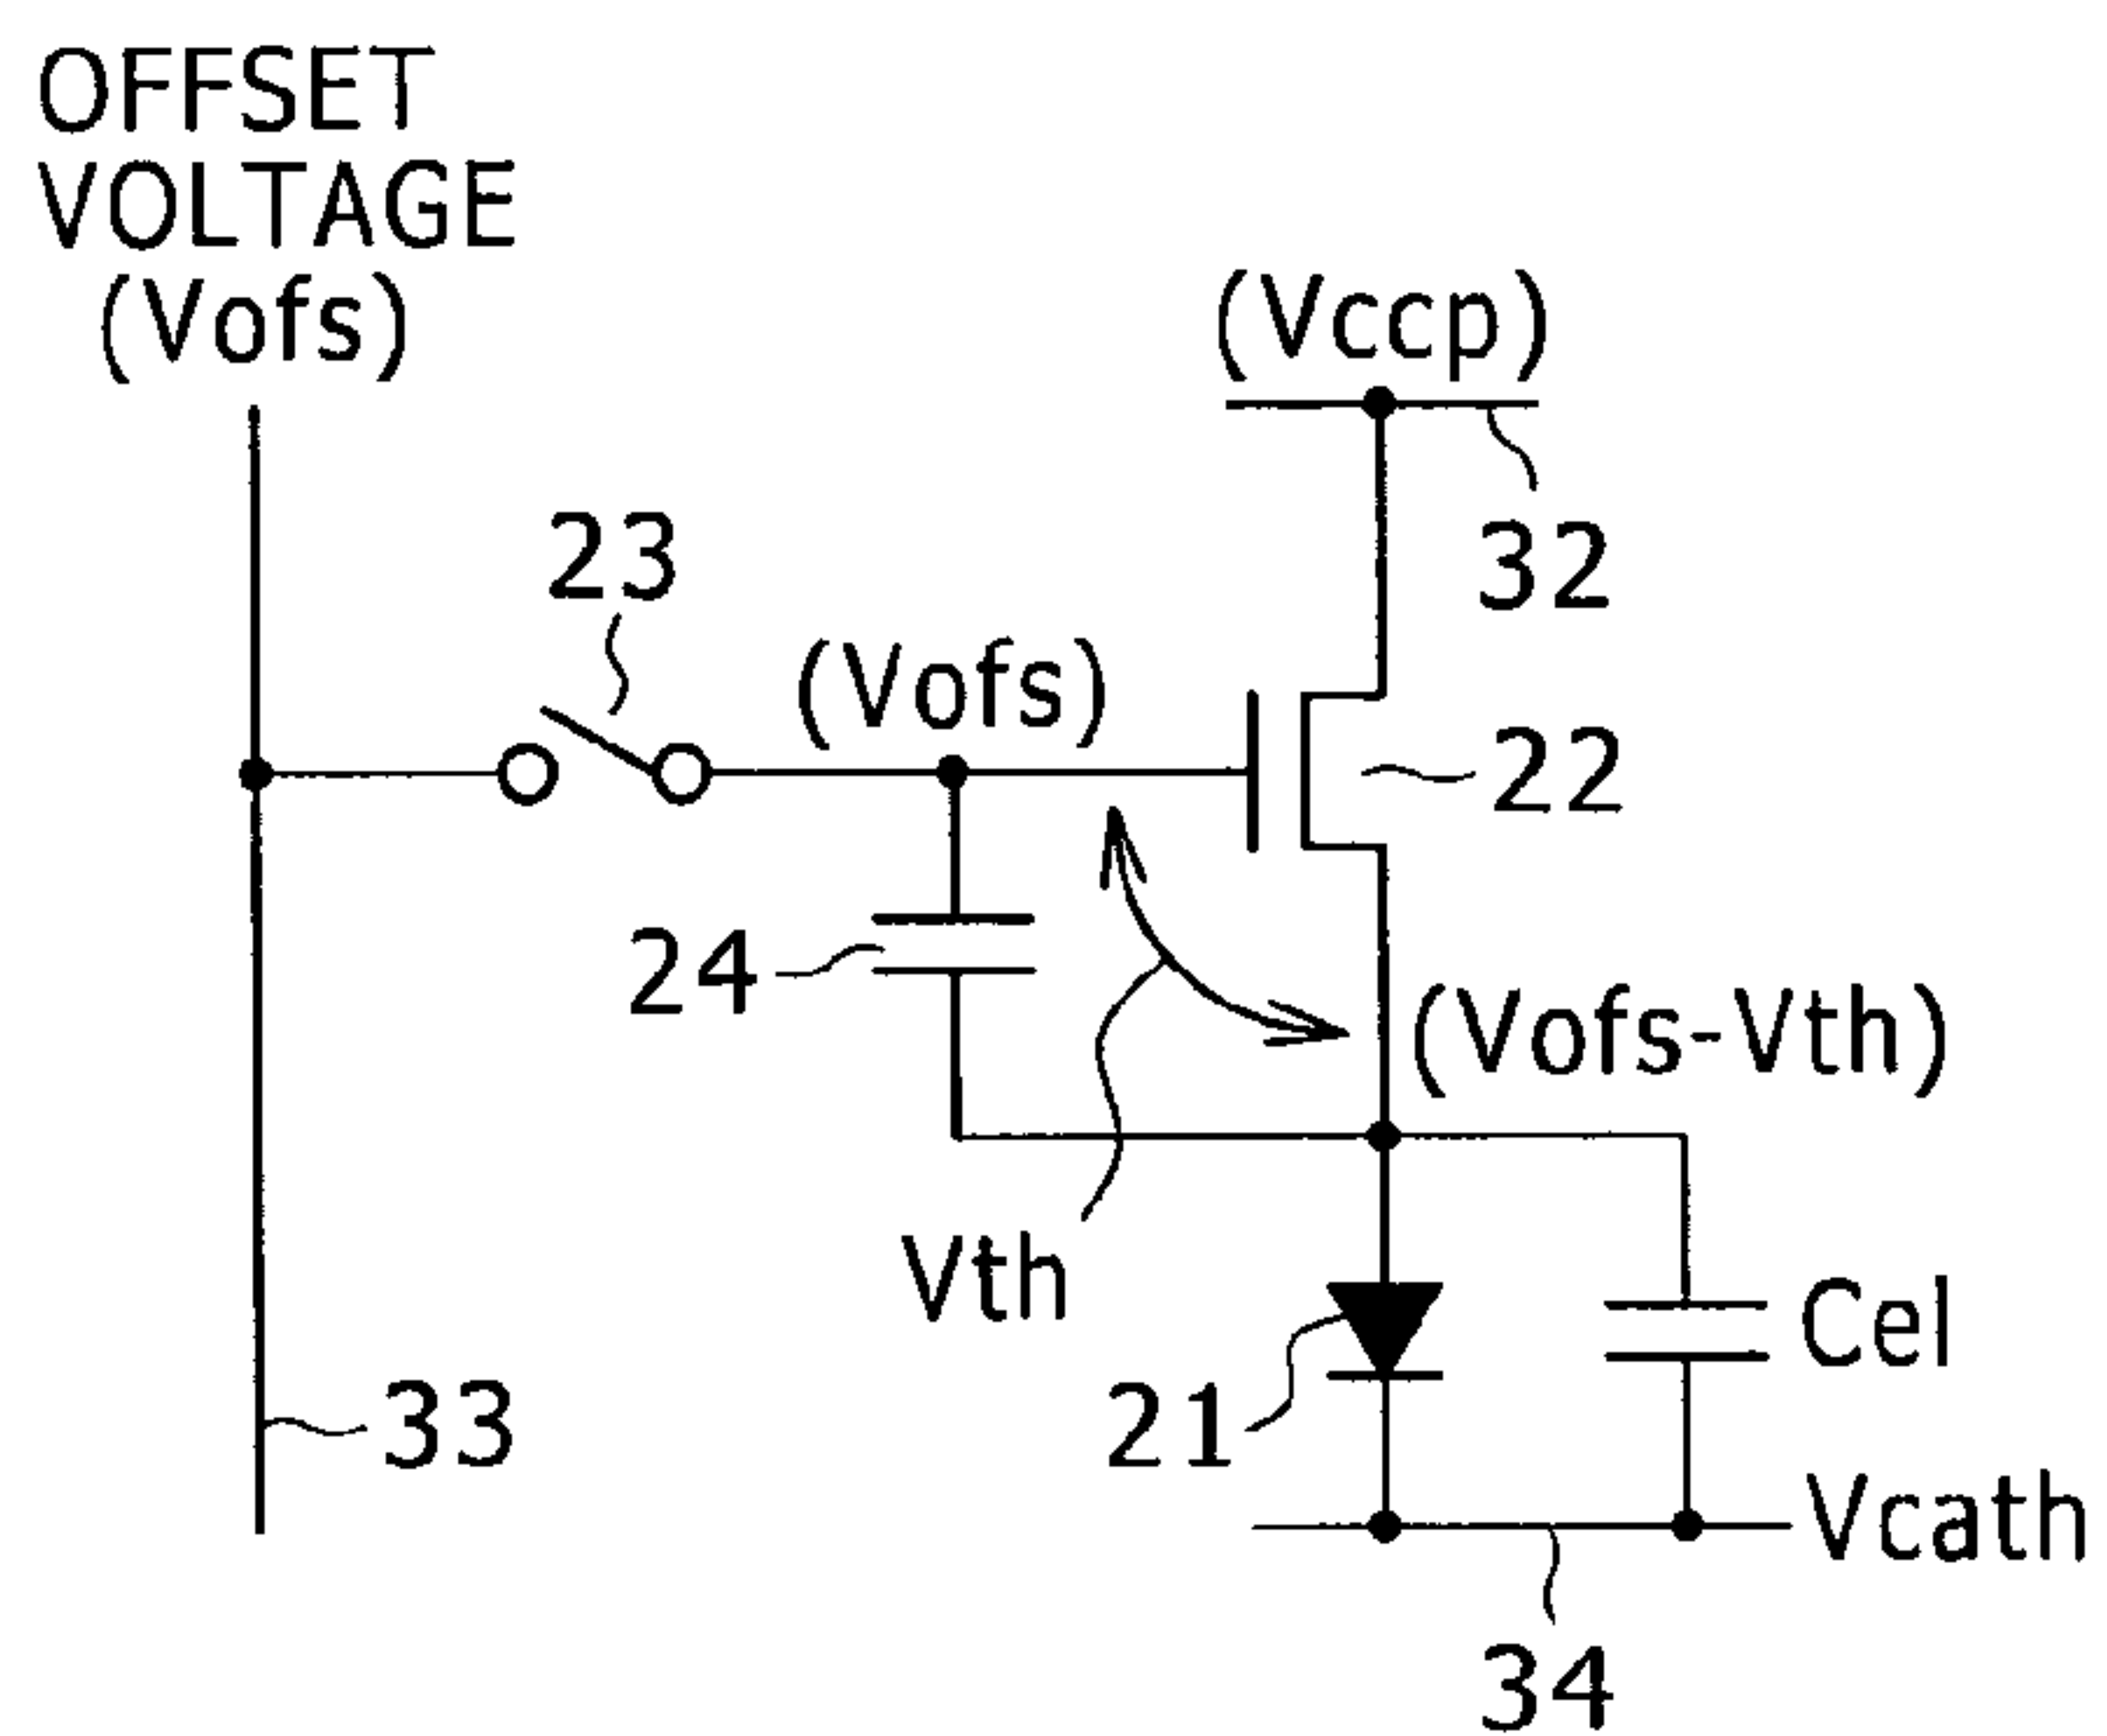 OFFSET
VOLTAGE
(Vofs)
(Vccp)
32
23
(Vofs)
22
24
(Vofs-Vth)
Vth
Cel
21
33
Vcath
34